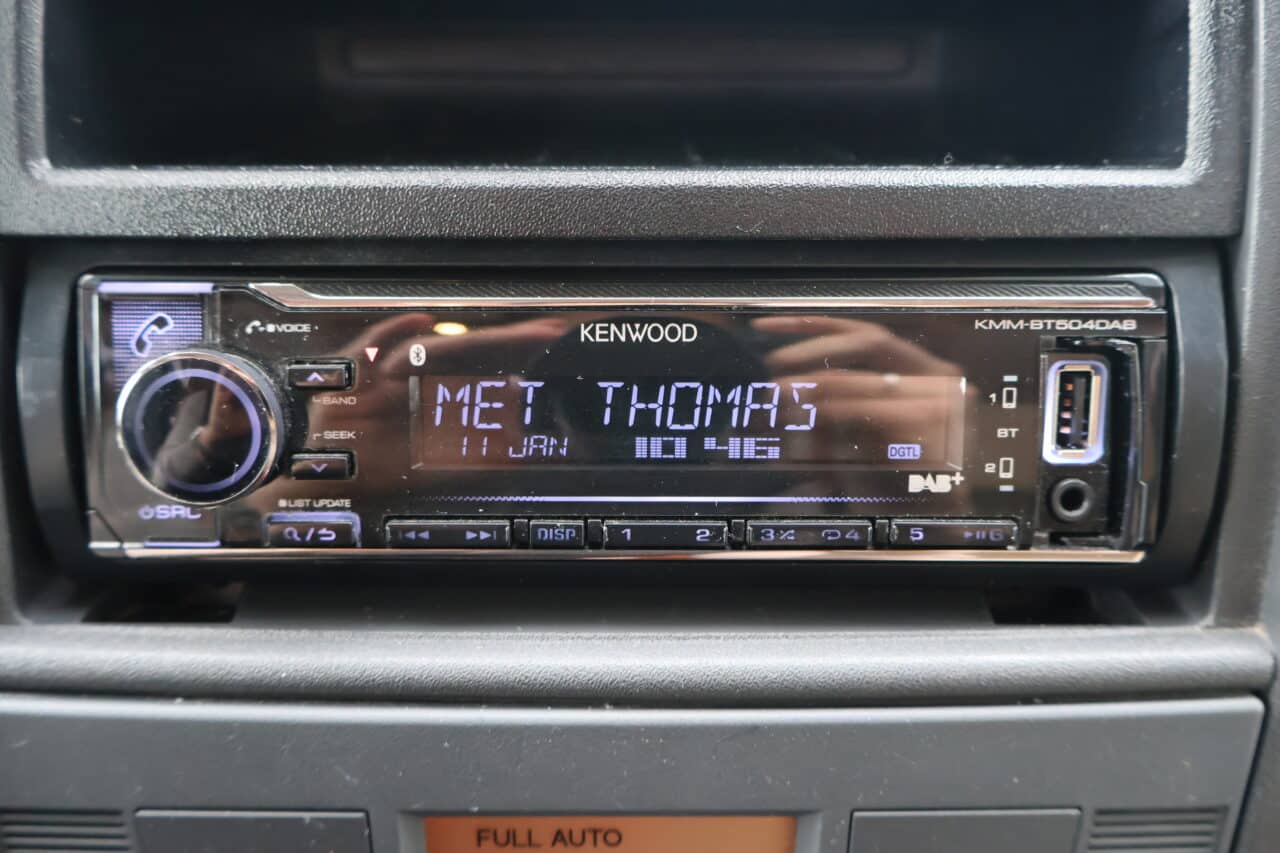 VOICE
KENWOOD
KMM-BT504DAB
BAND
MET THOMAS
1
SEEK
11 JAN 10 46
DGTL
BT
2
DAB+
SRC
LIST UPDATE
DISP 1 2 3 4 5 6
FULL AUTO